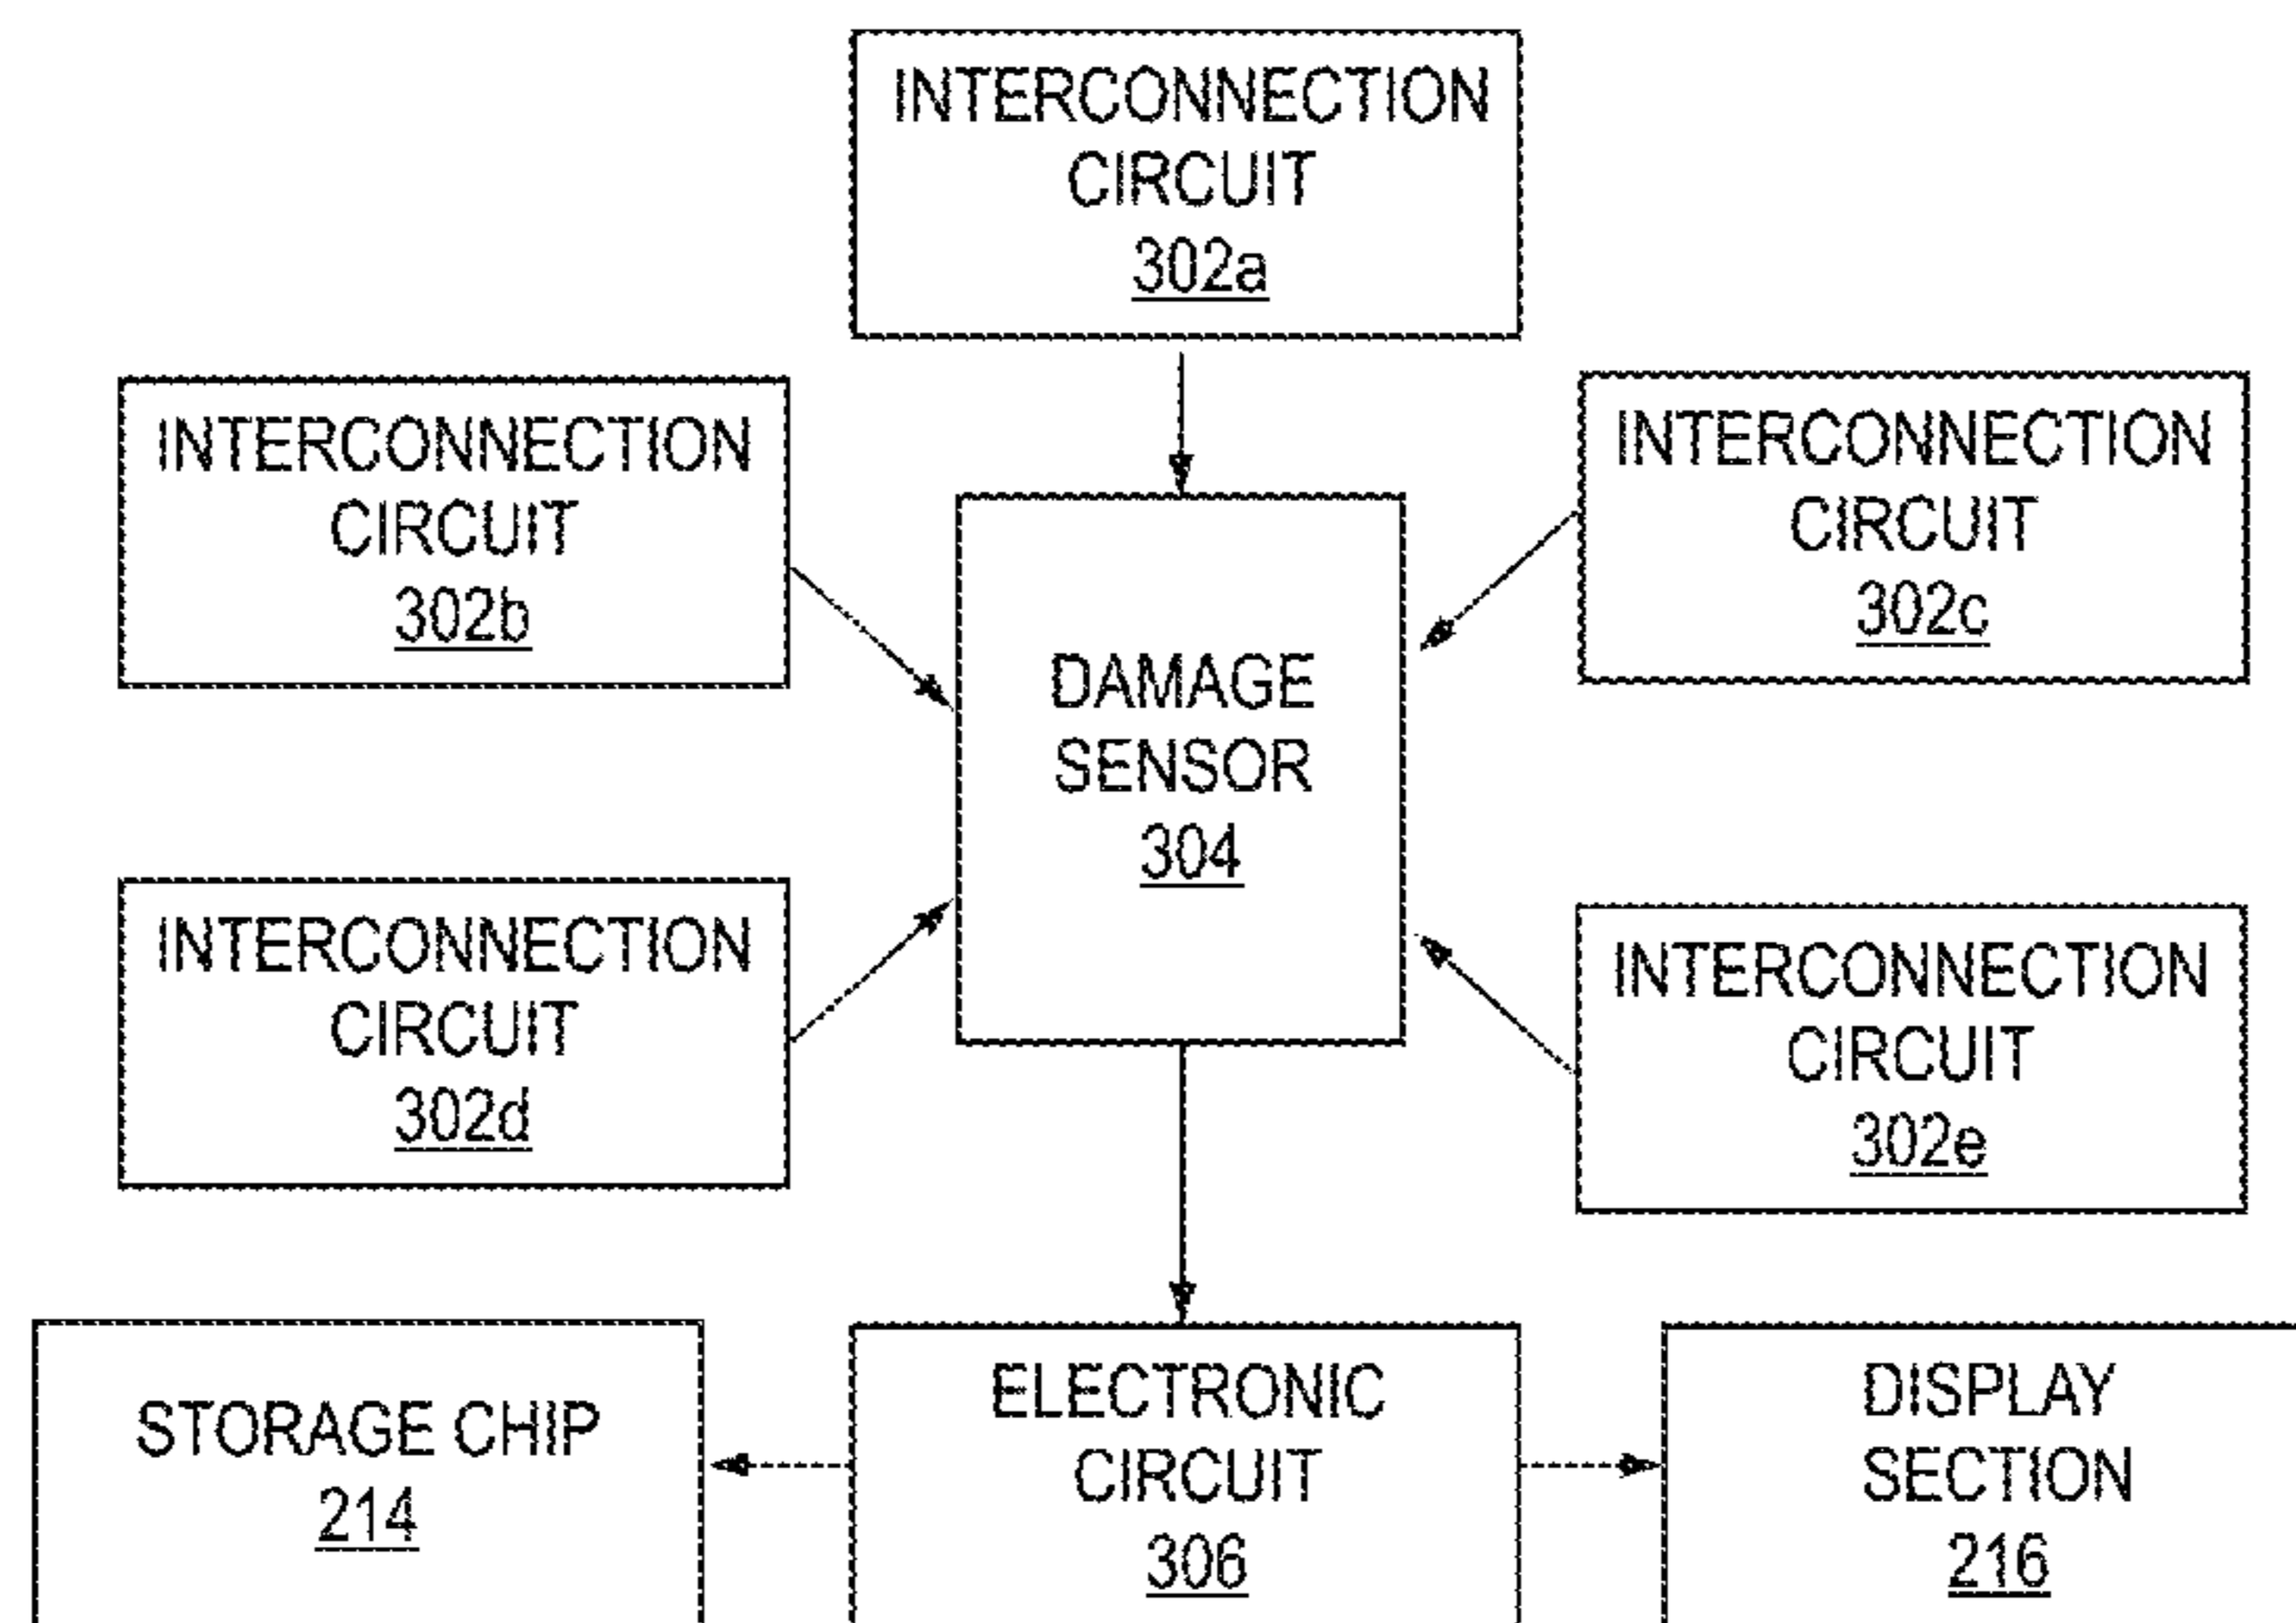 INTERCONNECTION
CIRCUIT
302a
INTERCONNECTION
CIRCUIT
302b
INTERCONNECTION
CIRCUIT
302c
DAMAGE
SENSOR
304
INTERCONNECTION
CIRCUIT
302d
INTERCONNECTION
CIRCUIT
302e
STORAGE CHIP
214
ELECTRONIC
CIRCUIT
306
DISPLAY
SECTION
216